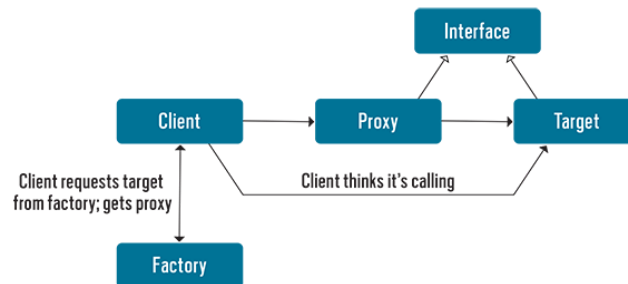 Interface
Client
Proxy
Target
Client requests target
from factory; gets proxy
Client thinks it's calling
Factory